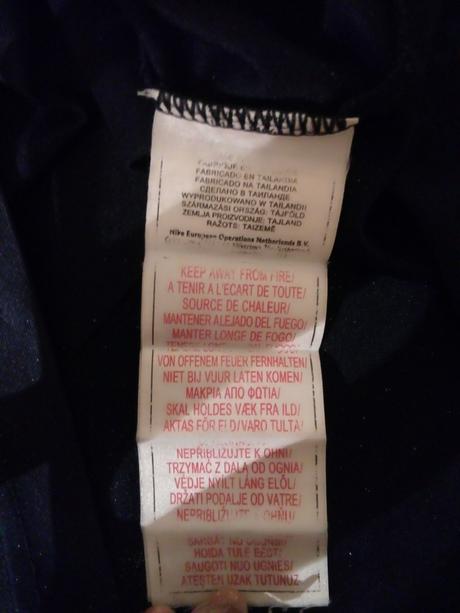 FABRICADO EN TAILANDIA
FABRICADO NA TAILANDIA
СДЕЛАНО В ТАИЛАНДЕ
WYPRODUKOWANO W TAILANDII
SZÁRMAZÁSI ORSZÁG: TÁJFÖLD
ZEMLJA PROIZVODNJE: TAJLAND
RAŽOTS: TAIZEMĒ
Nike European Operations Netherlands B.V.
KEEP AWAY FROM FIRE/
A TENIR A L'ECART DE TOUTE/
SOURCE DE CHALEUR/
MANTENER ALEJADO DEL FUEGO/
MANTER LONGE DE FOGO/
VON OFFENEM FEUER FERNHALTEN/
NIET BIJ VUUR LATEN KOMEN/
ΜΑΚΡΙΑ ΑΠΟ ΦΩΤΙΑ/
SKAL HOLDES VÆK FRA ILD/
AKTAS FÖR ELD/VARO TULTA/
NEPŘIBLIŽUJTE K OHNI/
TRZYMAĆ Z DALA OD OGNIA/
VÉDJE NYÍLT LÁNG ELŐL/
DRŽATI PODALJE OD VATRE/
NEPRIBLIŽUJTE K OHŇU/
HOIDA TULE EEST/
SAUGOTI NUO UGNIES/
ATEŞTEN UZAK TUTUNUZ